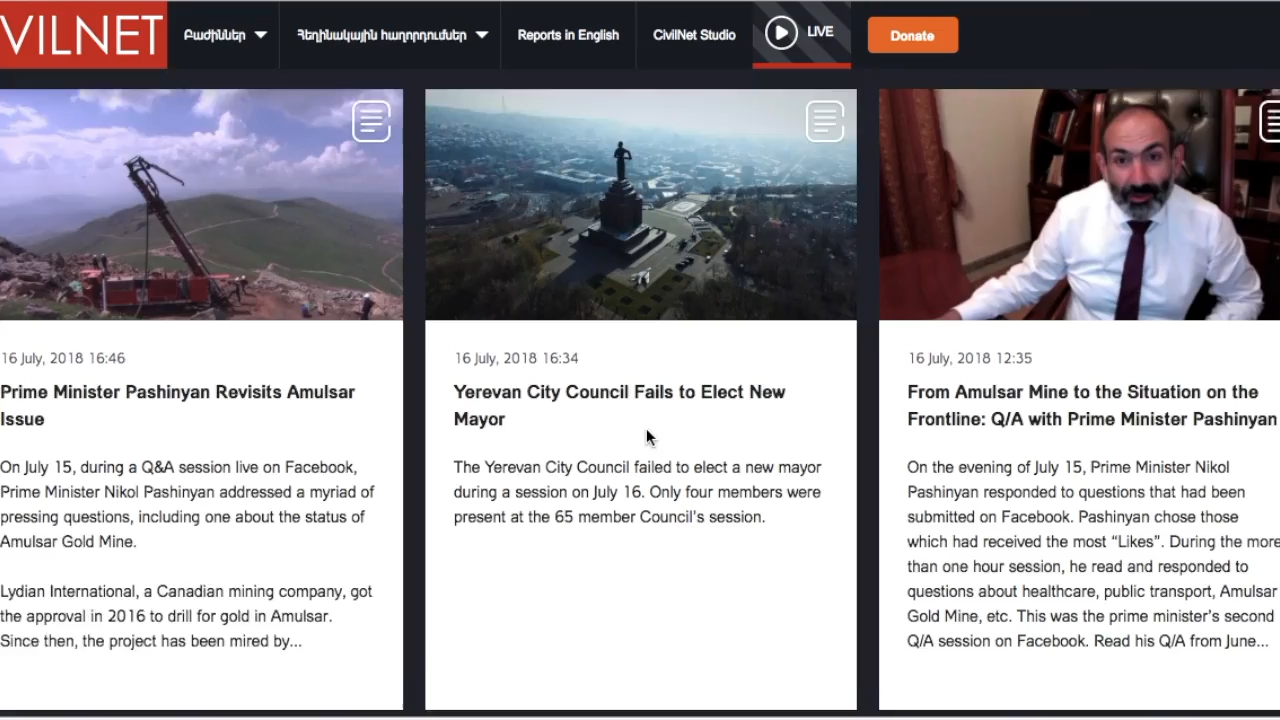 VILNET
Բաժիններ
Հեղինակային հաղորդումներ
Reports in English
CivilNet Studio
LIVE
Donate
16 July, 2018 16:46
Prime Minister Pashinyan Revisits Amulsar
Issue
On July 15, during a Q&A session live on Facebook,
Prime Minister Nikol Pashinyan addressed a myriad of
pressing questions, including one about the status of
Amulsar Gold Mine.
Lydian International, a Canadian mining company, got
the approval in 2016 to drill for gold in Amulsar.
Since then, the project has been mired by...
16 July, 2018 16:34
Yerevan City Council Fails to Elect New
Mayor
The Yerevan City Council failed to elect a new mayor
during a session on July 16. Only four members were
present at the 65 member Council's session.
16 July, 2018 12:35
From Amulsar Mine to the Situation on the
Frontline: Q/A with Prime Minister Pashinyan
On the evening of July 15, Prime Minister Nikol
Pashinyan responded to questions that had been
submitted on Facebook. Pashinyan chose those
which had received the most “Likes”. During the more
than one hour session, he read and responded to
questions about healthcare, public transport, Amulsar
Gold Mine, etc. This was the prime minister's second
Q/A session on Facebook. Read his Q/A from June...